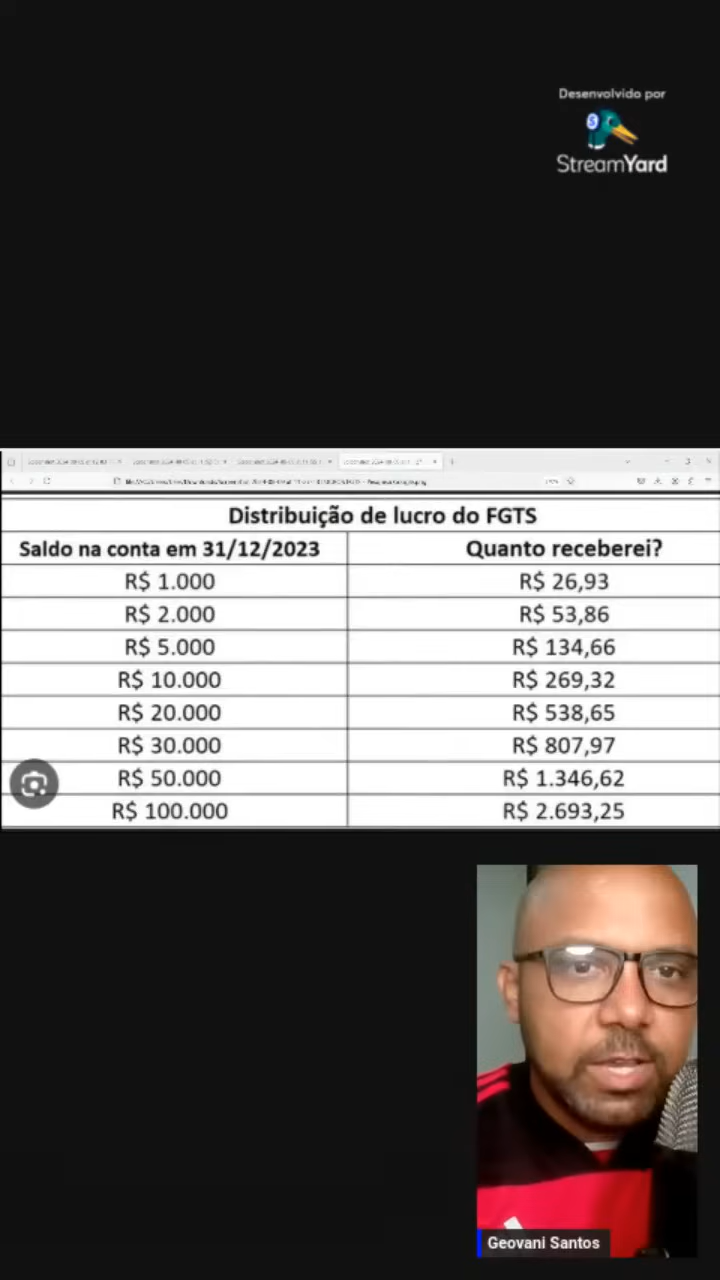 Desenvolvido por
StreamYard
Distribuição de lucro do FGTS
Saldo na conta em 31/12/2023 Quanto receberei?
R$ 1.000 R$ 26,93
R$ 2.000 R$ 53,86
R$ 5.000 R$ 134,66
R$ 10.000 R$ 269,32
R$ 20.000 R$ 538,65
R$ 30.000 R$ 807,97
R$ 50.000 R$ 1.346,62
R$ 100.000 R$ 2.693,25
Geovani Santos